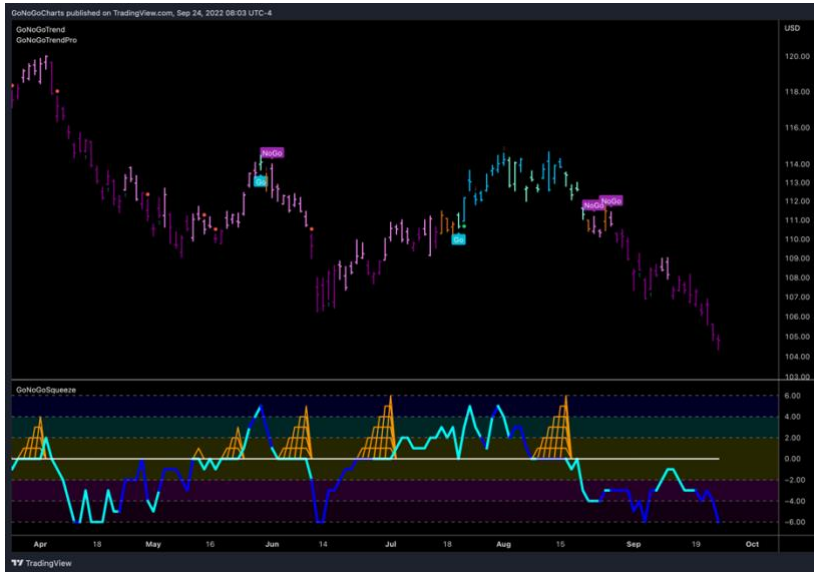 GoNoGoCharts published on TradingView.com, Sep 24, 2022 08:03 UTC-4
GoNoGoTrend
GoNoGoTrendPro
USD
120.00
118.00
116.00
114.00
113.00
112.00
111.00
110.00
109.00
108.00
107.00
106.00
105.00
104.00
103.00
NoGo
Go
Go
NoGo
NoGo
GoNoGoSqueeze
6.00
4.00
2.00
0.00
−2.00
−4.00
−6.00
Apr 18 May 16 Jun 14 Jul 18 Aug 15 Sep 19 Oct
TradingView